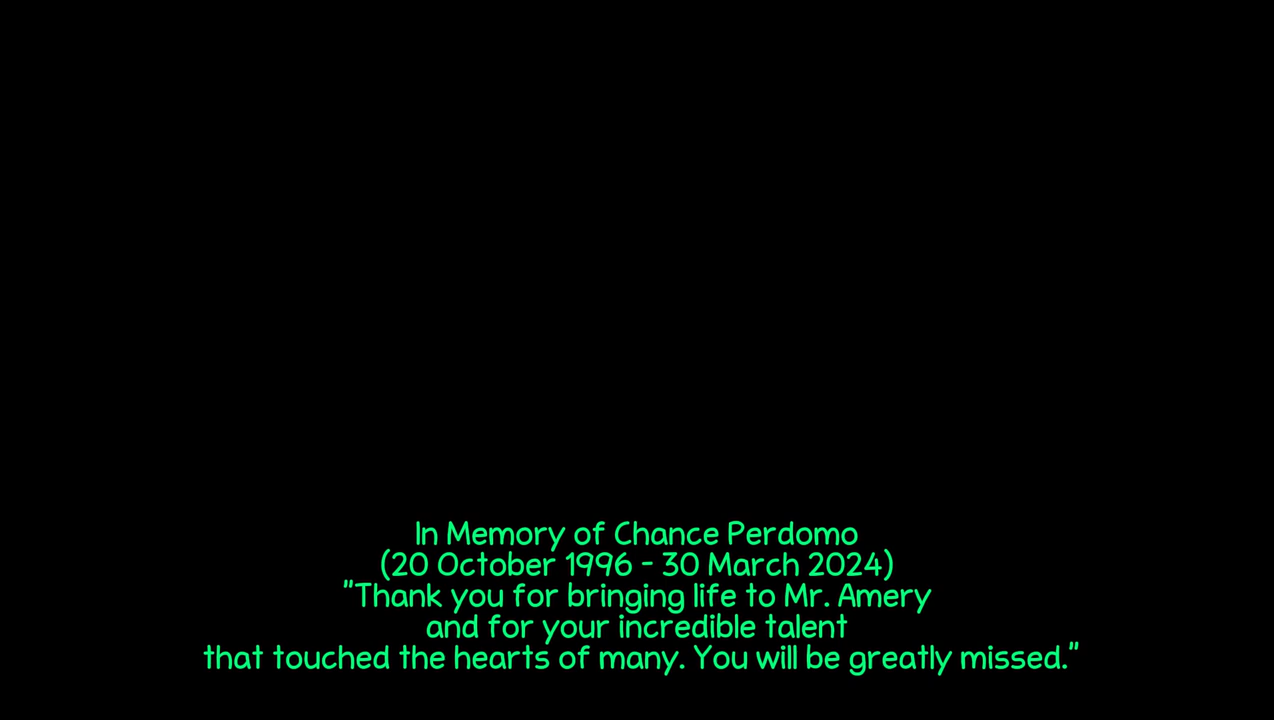 In Memory of Chance Perdomo
(20 October 1996 - 30 March 2024)
"Thank you for bringing life to Mr. Amery
and for your incredible talent
that touched the hearts of many. You will be greatly missed."